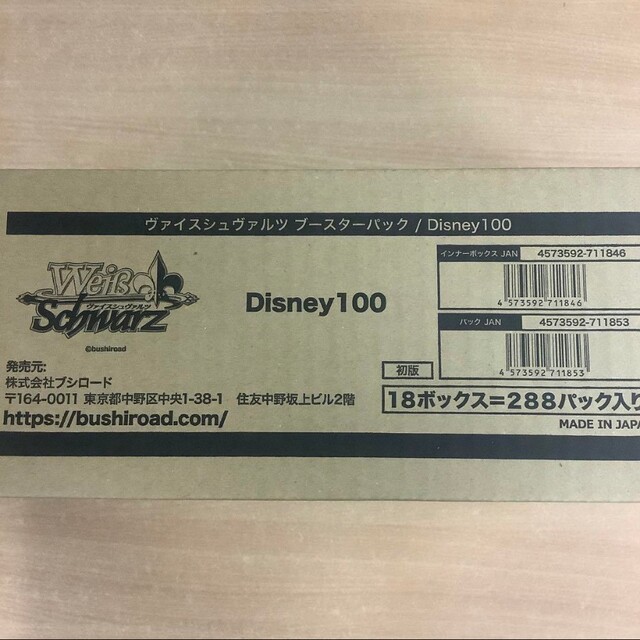 ヴァイスシュヴァルツ ブースターパック / Disney100
Weiß
ヴァイスシュヴァルツ
Schwarz
©bushiroad
Disney100
インナーボックス JAN 4573592-711846
4 573592 711846
パック JAN 4573592-711853
4 573592 711853
発売元:
株式会社ブシロード
〒164-0011 東京都中野区中央1-38-1 住友中野坂上ビル2階
https://bushiroad.com/
初版
18ボックス=288パック入り
MADE IN JAPA